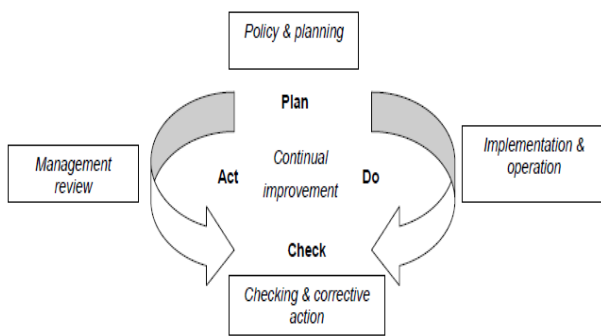 Policy & planning
Plan
Management
review
Act
Continual
improvement
Do
Implementation &
operation
Check
Checking & corrective
action